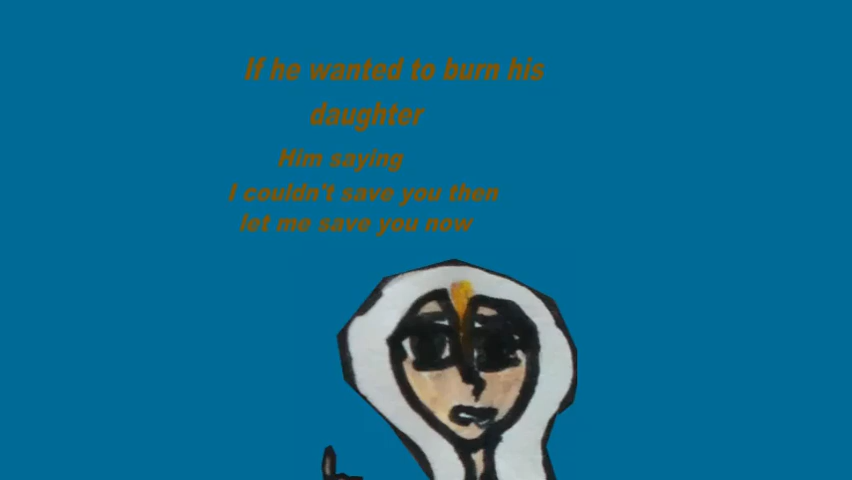 If he wanted to burn his
daughter
Him saying
I couldn't save you then
let me save you now